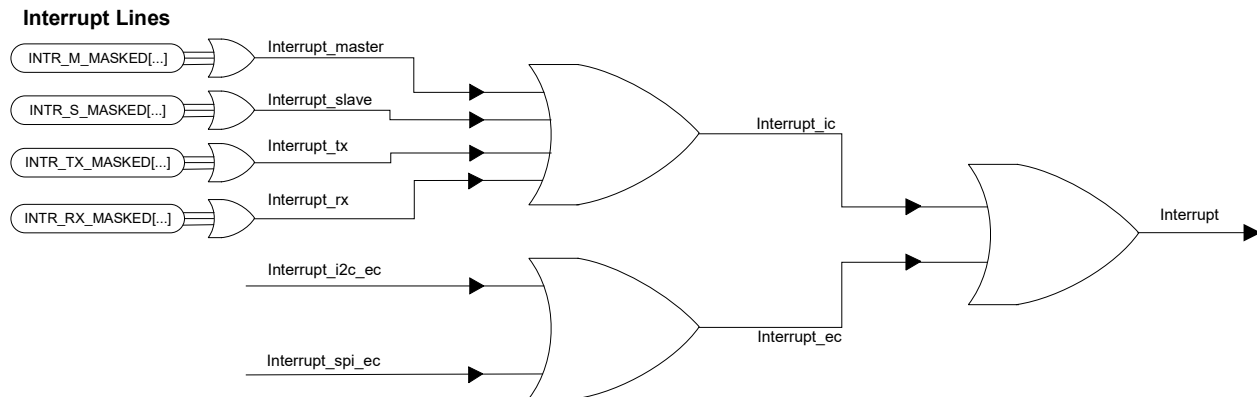 Interrupt Lines
INTR_M_MASKED[...]
Interrupt_master
INTR_S_MASKED[...]
Interrupt_slave
INTR_TX_MASKED[...]
Interrupt_tx
INTR_RX_MASKED[...]
Interrupt_rx
Interrupt_ic
Interrupt
Interrupt_i2c_ec
Interrupt_spi_ec
Interrupt_ec